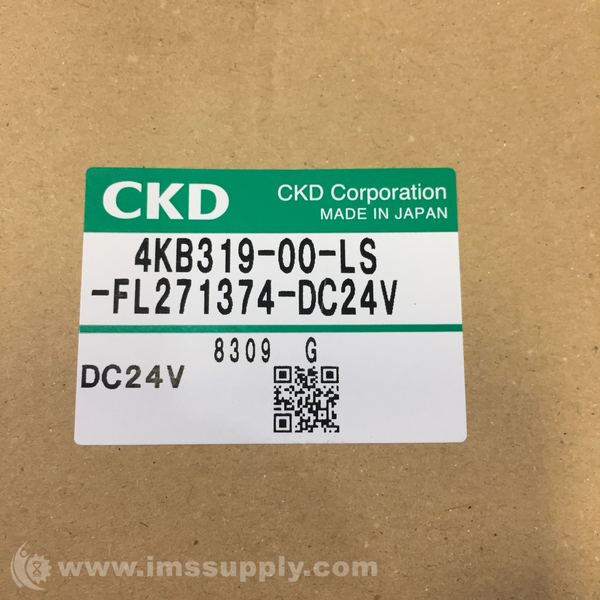 CKD
CKD Corporation
MADE IN JAPAN
4KB319-00-LS
-FL271374-DC24V
8309 G
DC24V
www.imssupply.com